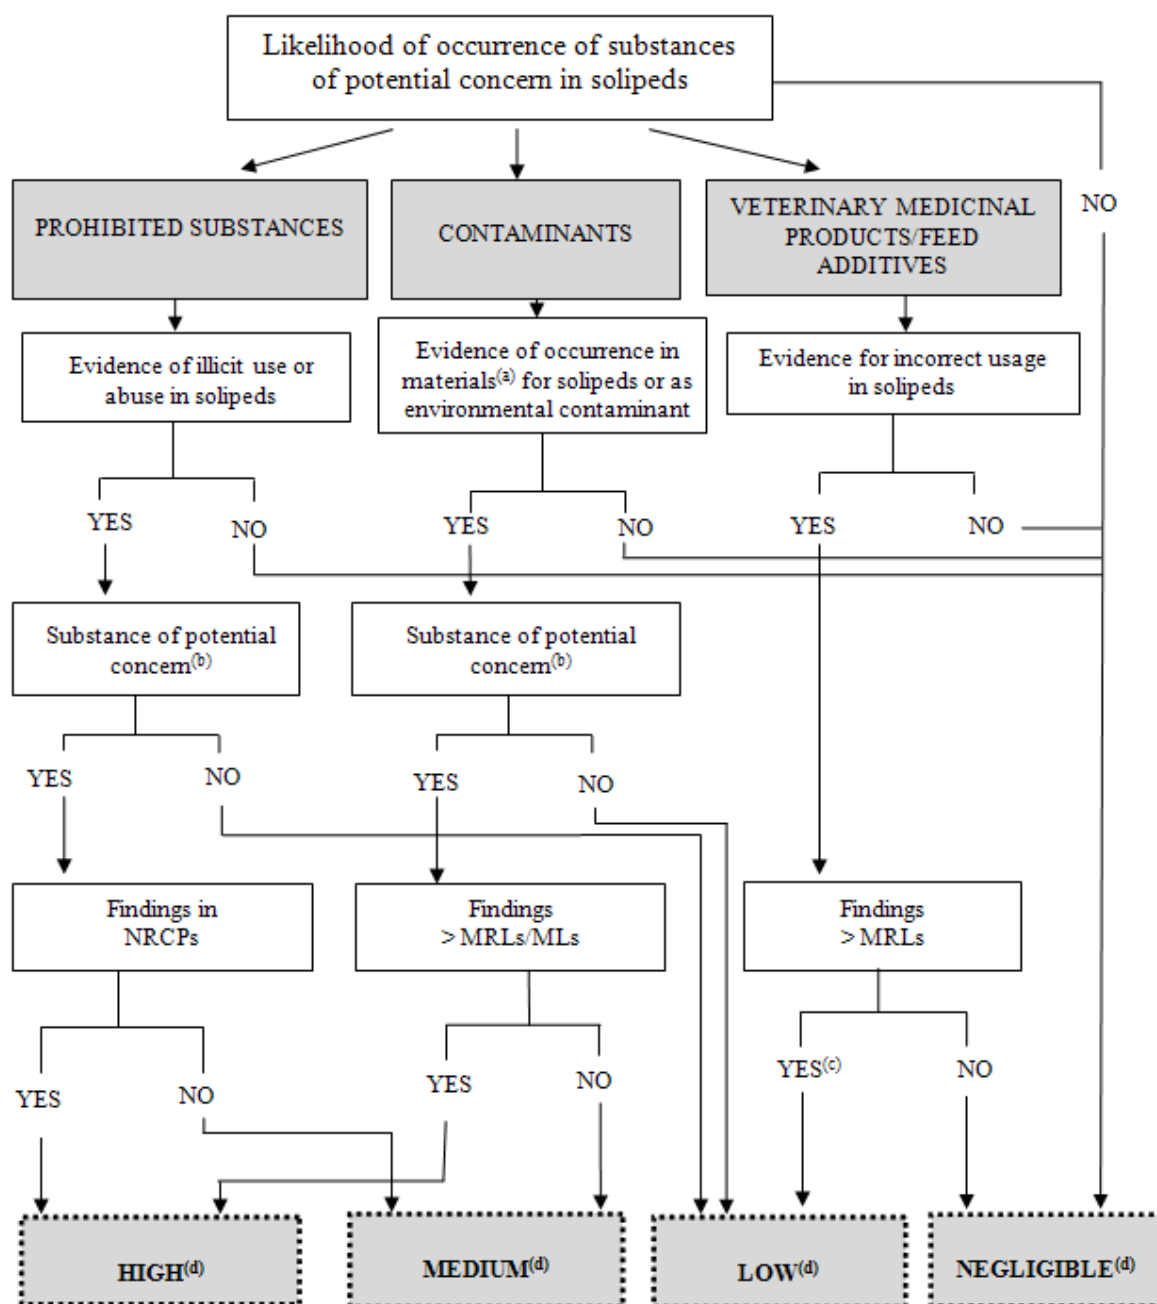 Likelihood of occurrence of substances
of potential concern in solipeds
PROHIBITED SUBSTANCES
CONTAMINANTS
VETERINARY MEDICINAL
PRODUCTS/FEED
ADDITIVES
NO
Evidence of illicit use or
abuse in solipeds
Evidence of occurrence in
materials(a) for solipeds or as
environmental contaminant
Evidence for incorrect usage
in solipeds
YES
NO
YES
NO
YES
NO
Substance of potential
concern(b)
Substance of potential
concern(b)
YES
NO
YES
NO
Findings in
NRCPs
Findings
> MRLs/MLs
Findings
> MRLs
YES
NO
YES
NO
YES(c)
NO
HIGH(d)
MEDIUM(d)
LOW(d)
NEGLIGIBLE(d)